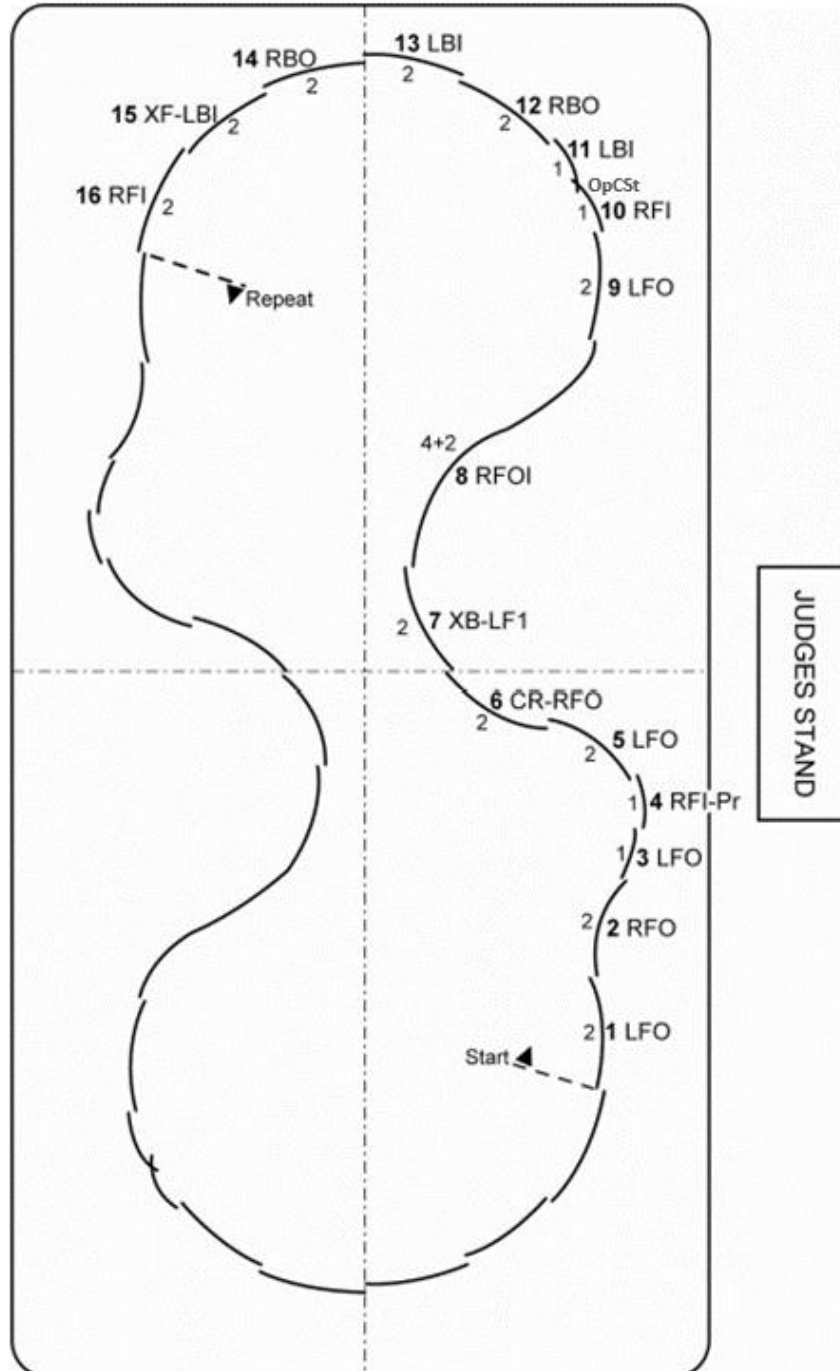 14 RBO
2
13 LBI
2
15 XF-LBI
2
12 RBO
2
11 LBI
1
OpCSt
16 RFI
2
10 RFI
1
9 LFO
2
Repeat
4+2
8 RFOI
7 XB-LF1
2
6 CR-RFO
2
5 LFO
2
4 RFI-Pr
1
3 LFO
1
2 RFO
2
1 LFO
2
Start
JUDGES STAND